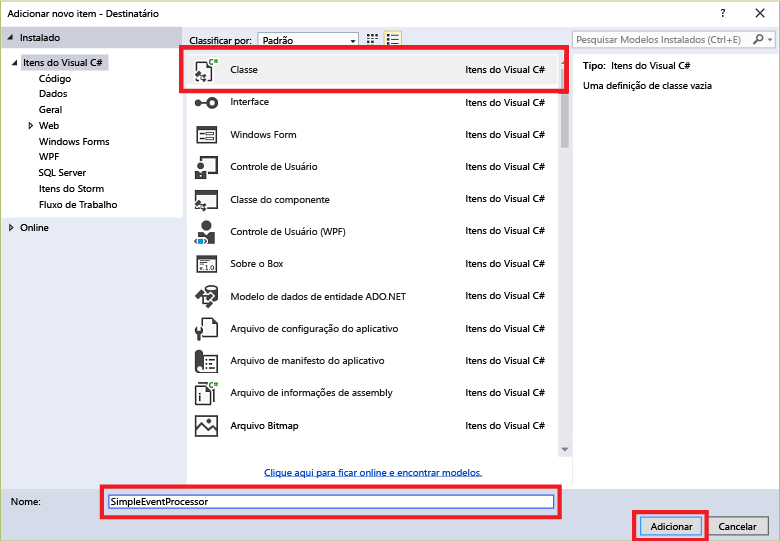 Adicionar novo item - Destinatário
Instalado
Classificar por: Padrão
Pesquisar Modelos Instalados (Ctrl+E)
Itens do Visual C#
Código
Dados
Geral
Web
Windows Forms
WPF
SQL Server
Itens do Storm
Fluxo de Trabalho
Online
Classe Itens do Visual C#
Interface Itens do Visual C#
Windows Form Itens do Visual C#
Controle de Usuário Itens do Visual C#
Classe do componente Itens do Visual C#
Controle de Usuário (WPF) Itens do Visual C#
Sobre o Box Itens do Visual C#
Modelo de dados de entidade ADO.NET Itens do Visual C#
Arquivo de configuração do aplicativo Itens do Visual C#
Arquivo de manifesto do aplicativo Itens do Visual C#
Arquivo de informações de assembly Itens do Visual C#
Arquivo Bitmap Itens do Visual C#
Clique aqui para ficar online e encontrar modelos.
Tipo: Itens do Visual C#
Uma definição de classe vazia
Nome: SimpleEventProcessor
Adicionar Cancelar